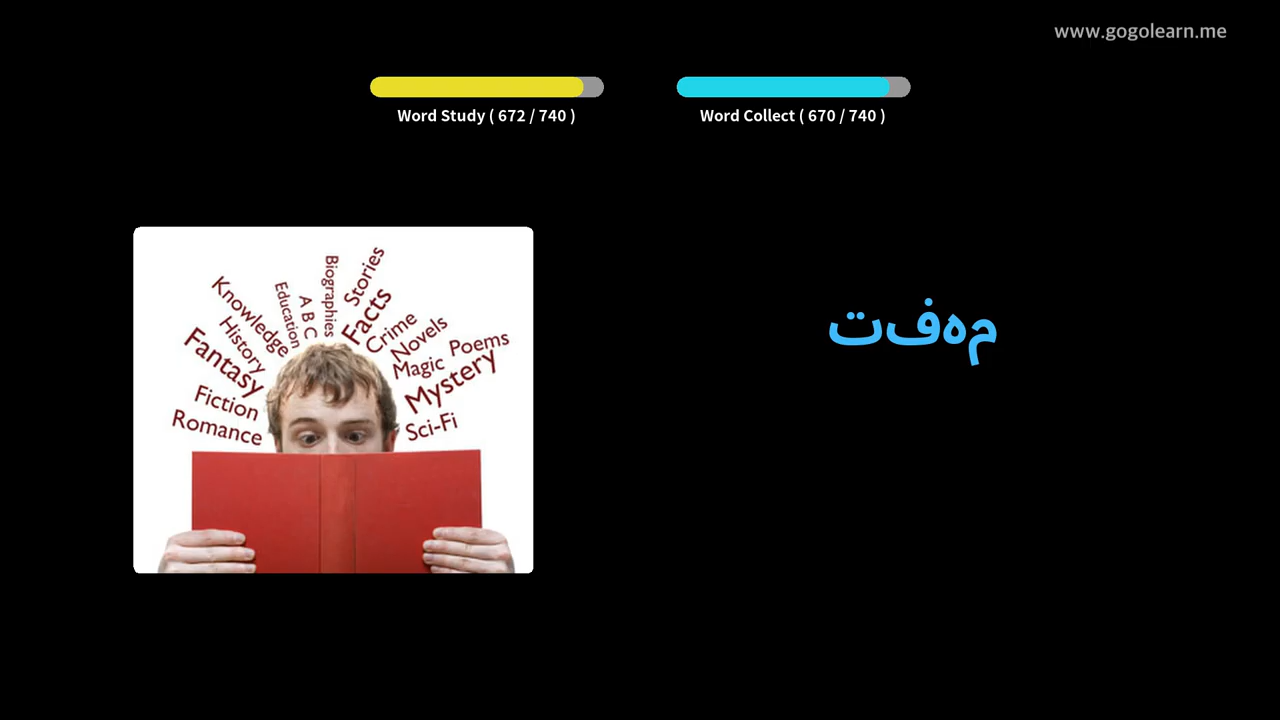 www.gogolearn.me
Word Study ( 672 / 740 )
Word Collect ( 670 / 740 )
Biographies
Stories
Education
A B C
Facts
Knowledge
Crime
History
Novels
Fantasy
Magic
Poems
Mystery
Fiction
Romance
Sci-Fi
مهفت